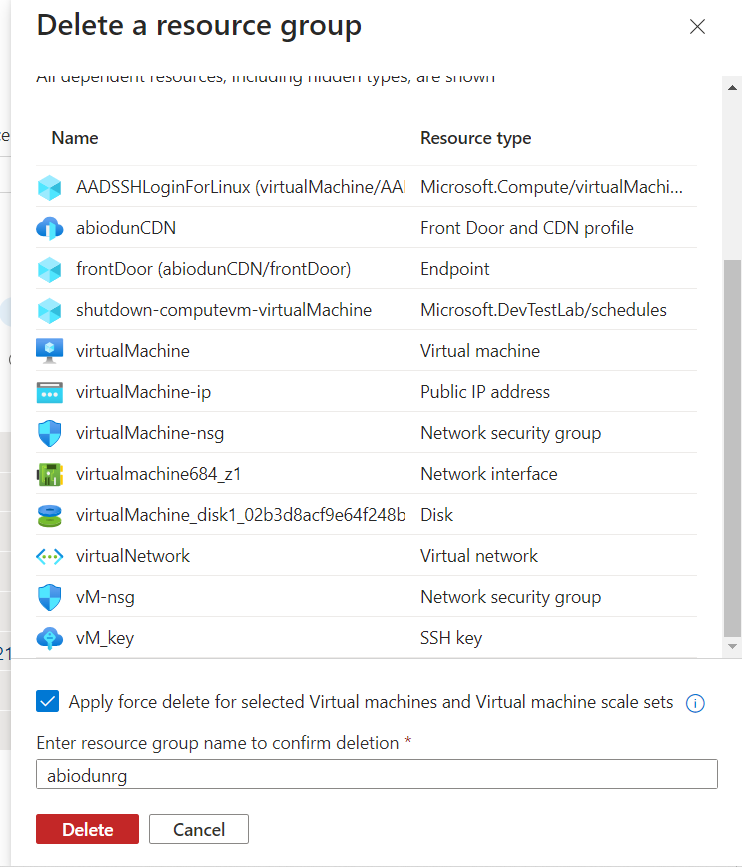 Delete a resource group
All dependent resources, including hidden types, are shown
Name Resource type
AADSSHLoginForLinux (virtualMachine/AAI Microsoft.Compute/virtualMachi...
abiodunCDN Front Door and CDN profile
frontDoor (abiodunCDN/frontDoor) Endpoint
shutdown-computevm-virtualMachine Microsoft.DevTestLab/schedules
virtualMachine Virtual machine
virtualMachine-ip Public IP address
virtualMachine-nsg Network security group
virtualmachine684_z1 Network interface
virtualMachine_disk1_02b3d8acf9e64f248b Disk
virtualNetwork Virtual network
vM-nsg Network security group
vM_key SSH key
Apply force delete for selected Virtual machines and Virtual machine scale sets
Enter resource group name to confirm deletion *
abiodunrg
Delete Cancel